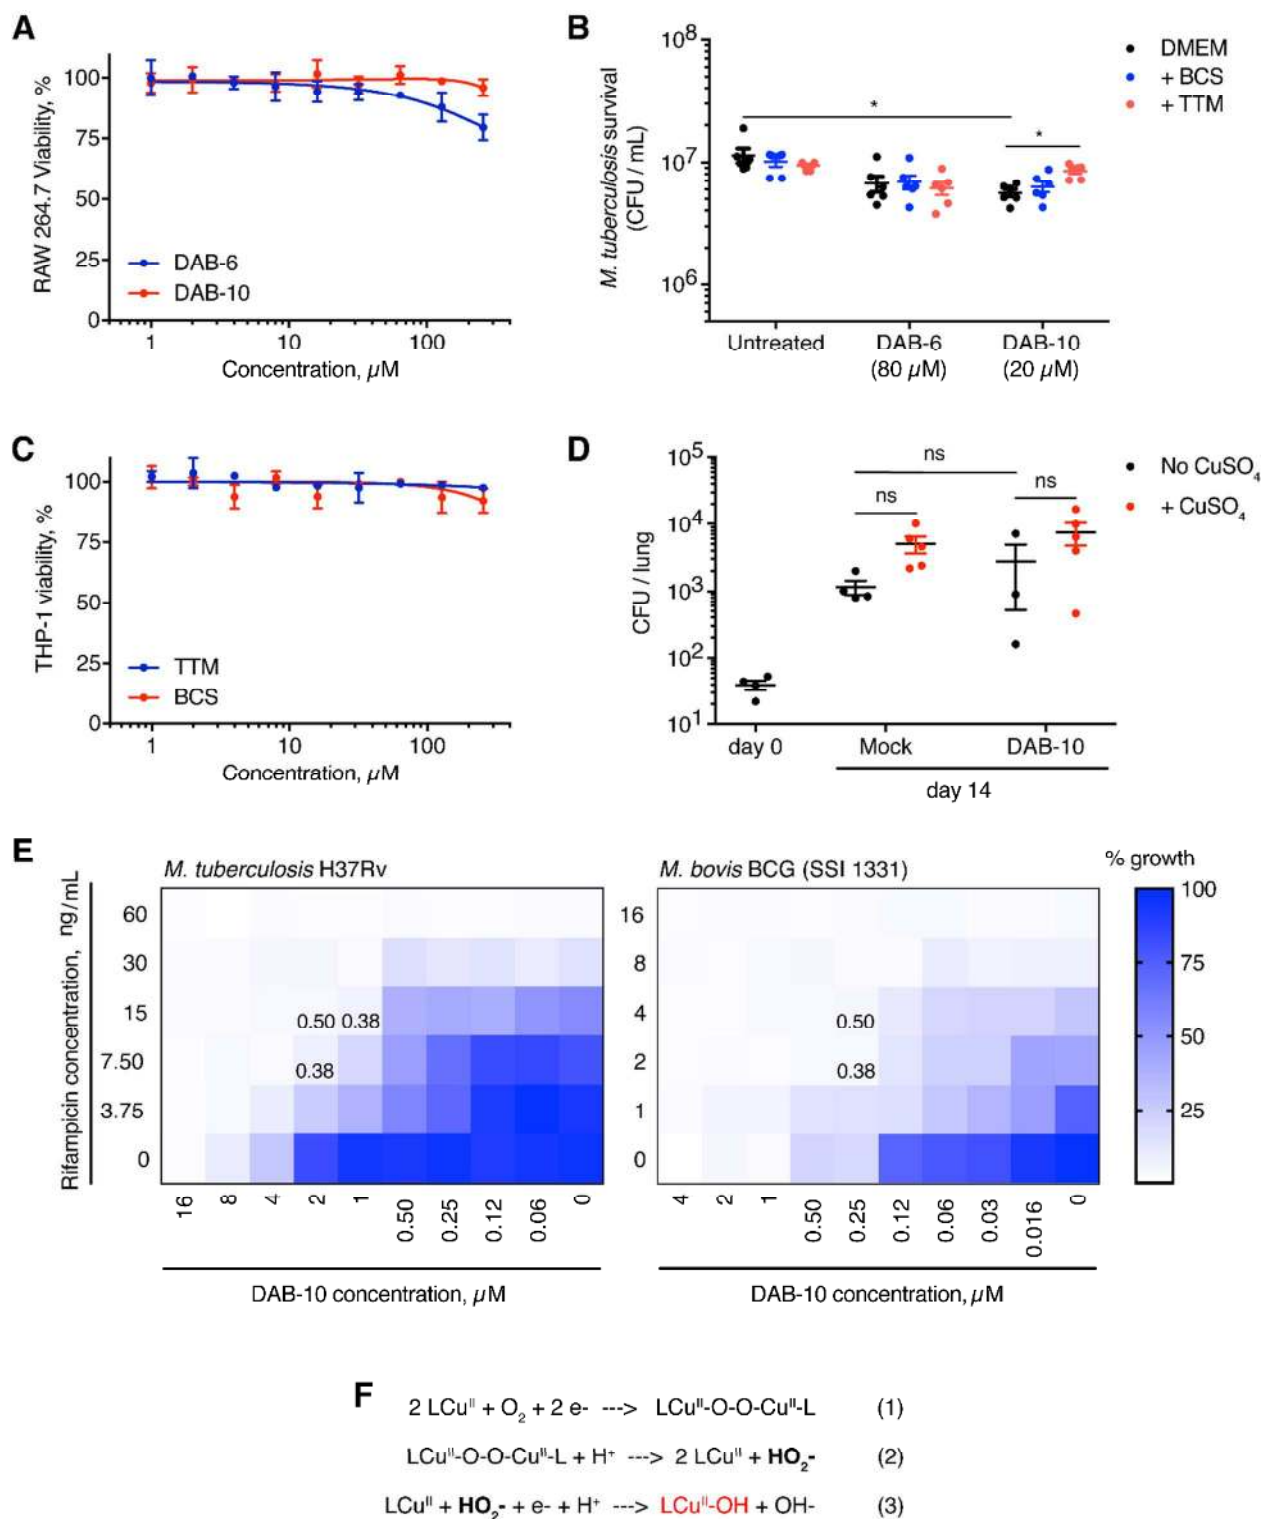 A
RAW 264.7 Viability, %
100
75
50
25
0
1
10
100
Concentration, µM
DAB-6
DAB-10
B
M. tuberculosis survival
(CFU / mL)
10⁸
10⁷
10⁶
*
*
DMEM
+ BCS
+ TTM
Untreated
DAB-6
(80 µM)
DAB-10
(20 µM)
C
THP-1 viability, %
100
75
50
25
0
1
10
100
Concentration, µM
TTM
BCS
D
CFU / lung
10⁵
10⁴
10³
10²
10¹
ns
ns
ns
No CuSO₄
+ CuSO₄
day 0
Mock
DAB-10
day 14
E
M. tuberculosis H37Rv
Rifampicin concentration, ng/mL
60
30
15
7.50
3.75
0
0.50 0.38
0.38
16 8 4 2 1 0.50 0.25 0.12 0.06 0
DAB-10 concentration, µM
M. bovis BCG (SSI 1331)
16
8
4
2
1
0
0.50
0.38
4 2 1 0.50 0.25 0.12 0.06 0.03 0.016 0
DAB-10 concentration, µM
% growth
100
75
50
25
F
2 LCuᴵᴵ + O₂ + 2 e- ---> LCuᴵᴵ-O-O-Cuᴵᴵ-L (1)
LCuᴵᴵ-O-O-Cuᴵᴵ-L + H⁺ ---> 2 LCuᴵᴵ + HO₂- (2)
LCuᴵᴵ + HO₂- + e- + H⁺ ---> LCuᴵᴵ-OH + OH- (3)